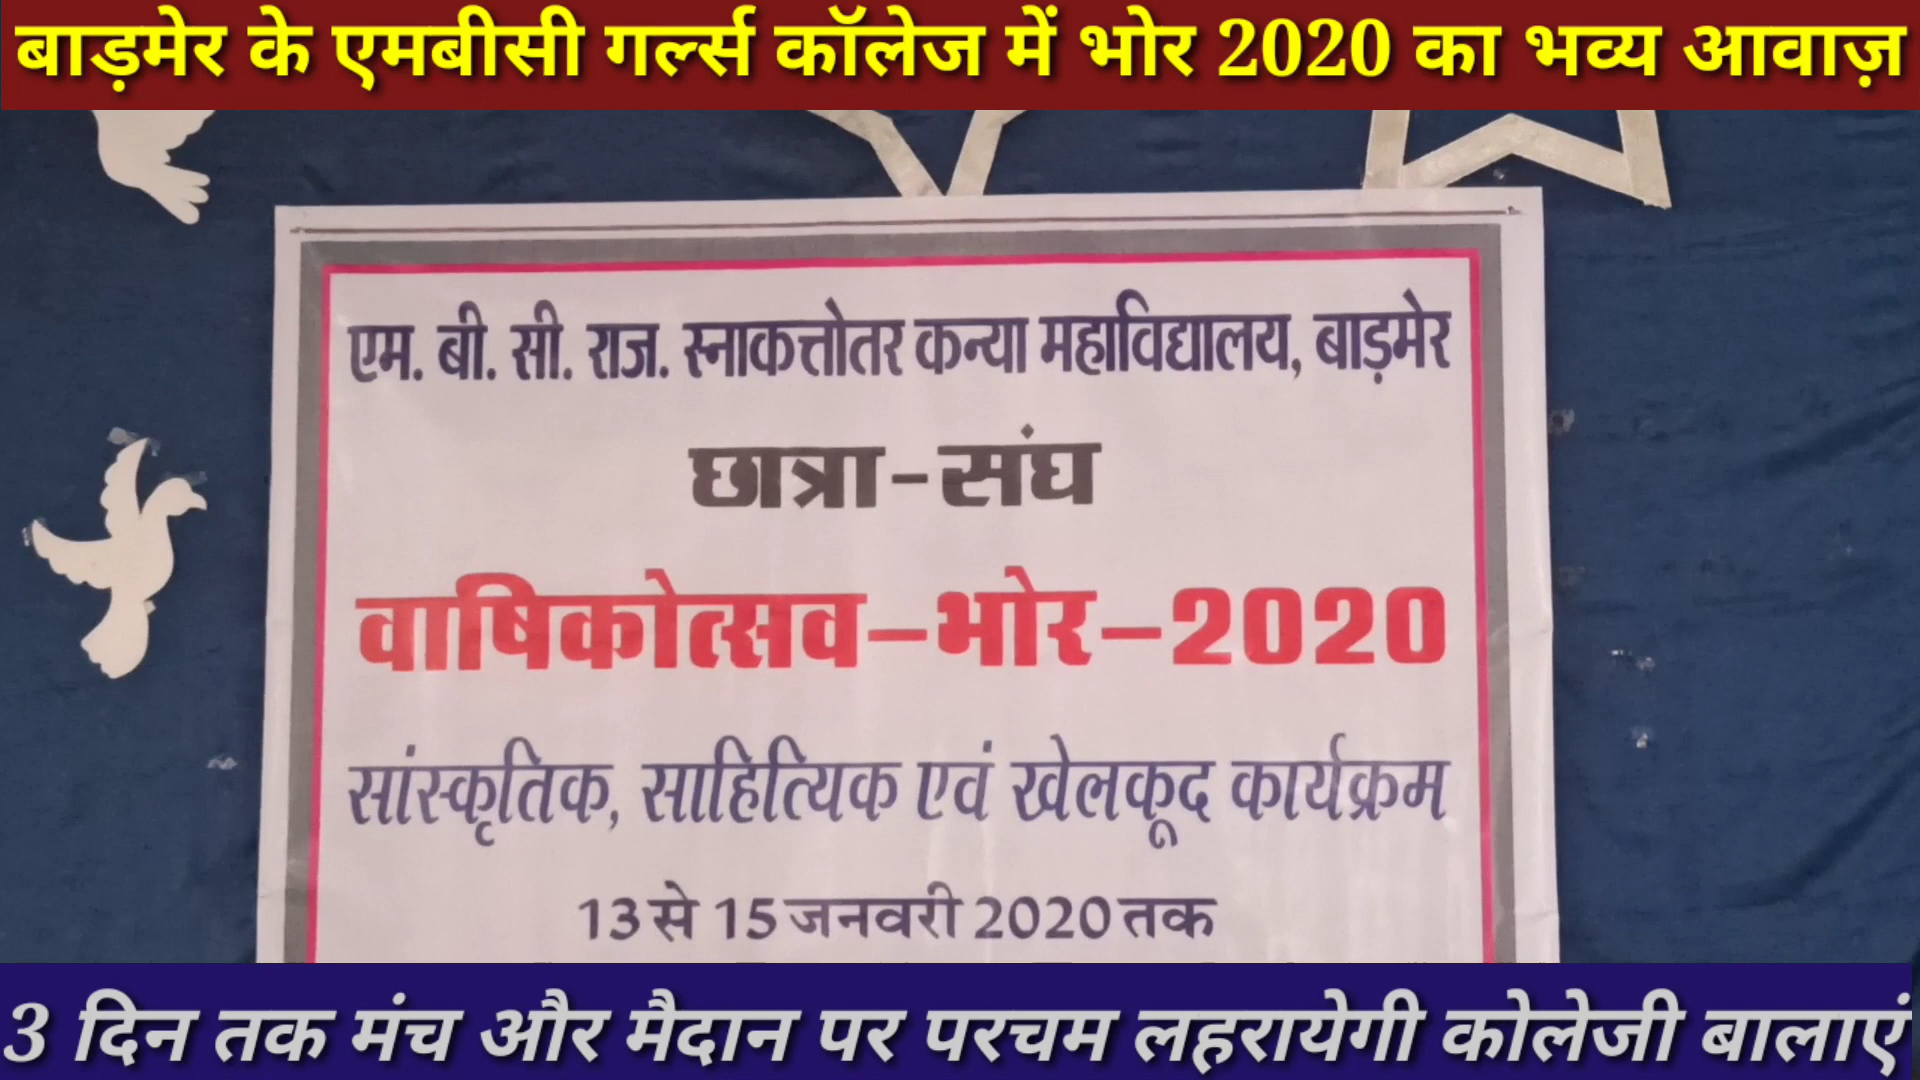 बाड़मेर के एमबीसी गर्ल्स कॉलेज में भोर 2020 का भव्य आवाज़
एम. बी. सी. राज. स्नाकत्तोतर कन्या महाविद्यालय, बाड़मेर
छात्रा-संघ
वाषिकोत्सव-भोर-2020
सांस्कृतिक, साहित्यिक एवं खेलकूद कार्यक्रम
13 से 15 जनवरी 2020 तक
3 दिन तक मंच और मैदान पर परचम लहरायेगी कोलेजी बालाएं